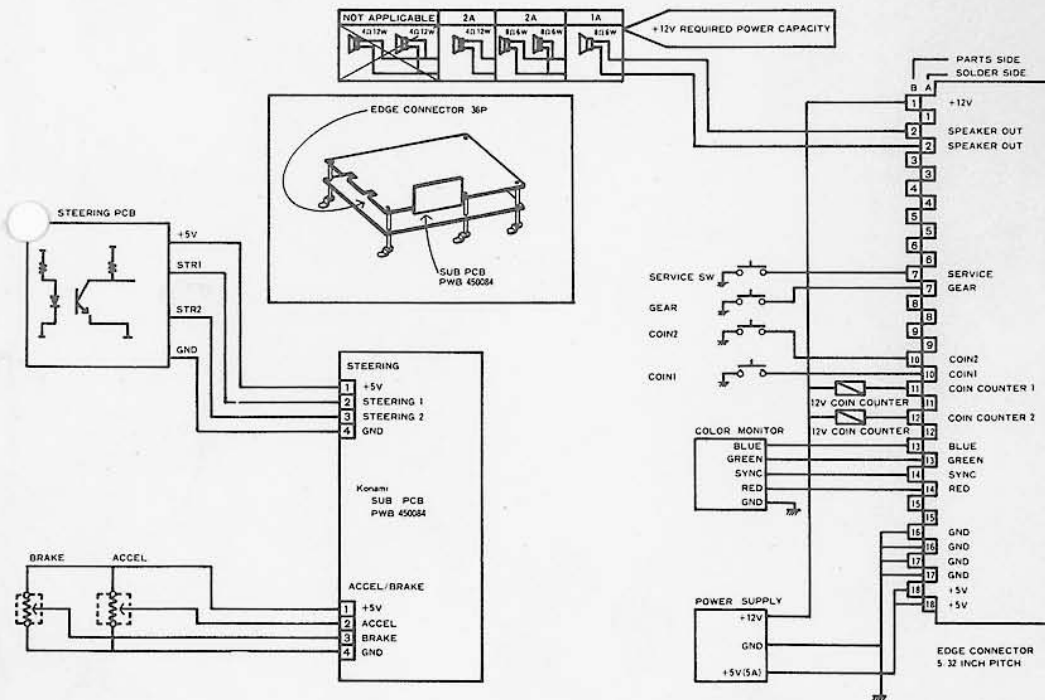 NOT APPLICABLE 2A 2A 1A
4Ω12W 4Ω12W 4Ω12W 8Ω6W 8Ω6W 8Ω6W
+12V REQUIRED POWER CAPACITY
PARTS SIDE
SOLDER SIDE
B A
EDGE CONNECTOR 36P
SUB PCB
PWB 450084
STEERING PCB
+5V
STR1
STR2
GND
STEERING
1 +5V
2 STEERING 1
3 STEERING 2
4 GND
Konami
SUB PCB
PWB 450084
BRAKE ACCEL
ACCEL/BRAKE
1 +5V
2 ACCEL
3 BRAKE
4 GND
SERVICE SW
GEAR
COIN2
COIN1
12V COIN COUNTER
12V COIN COUNTER
COLOR MONITOR
BLUE
GREEN
SYNC
RED
GND
POWER SUPPLY
+12V
GND
+5V(5A)
1 +12V
1
2 SPEAKER OUT
2 SPEAKER OUT
3
3
4
4
5
5
6
6
7 SERVICE
7 GEAR
8
8
9
9
10 COIN2
10 COIN1
11 COIN COUNTER 1
11
12 COIN COUNTER 2
12
13 BLUE
13 GREEN
14 SYNC
14 RED
15
15
16 GND
16 GND
17 GND
17 GND
18 +5V
18 +5V
EDGE CONNECTOR
5.32 INCH PITCH